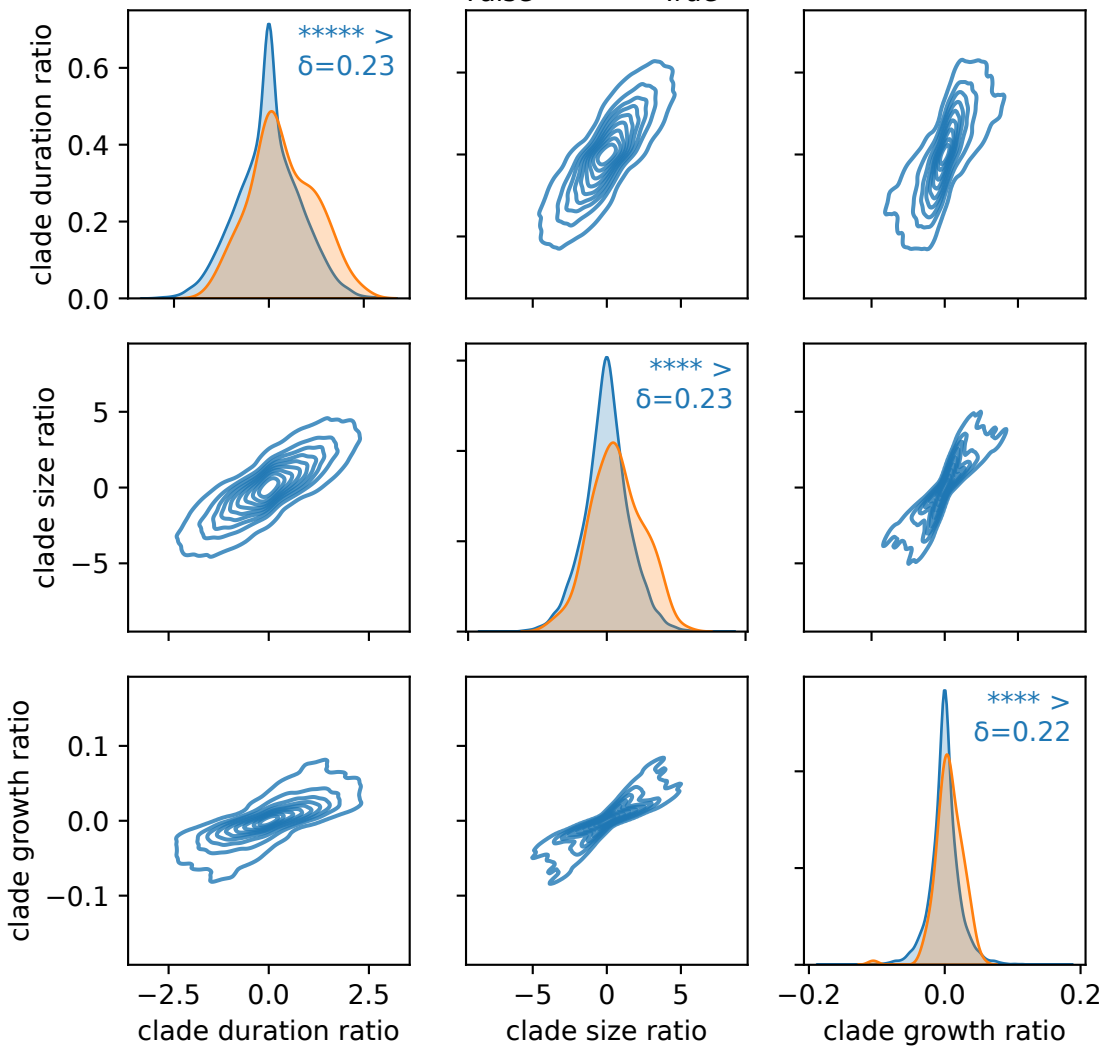 clade duration ratio
0.6
0.4
0.2
0.0
***** >
δ=0.23
clade size ratio
5
0
−5
**** >
δ=0.23
clade growth ratio
0.1
0.0
−0.1
**** >
δ=0.22
−2.5 0.0 2.5
−5 0 5
−0.2 0.0 0.2
clade duration ratio
clade size ratio
clade growth ratio